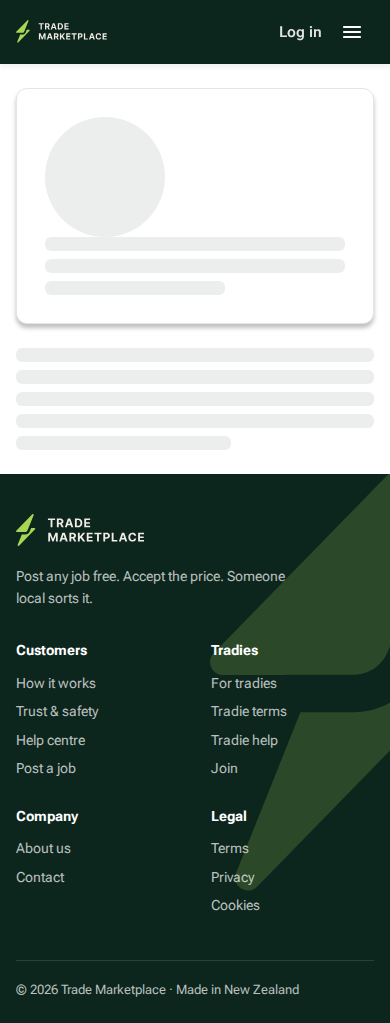 TRADE
MARKETPLACE
Log in
TRADE
MARKETPLACE
Post any job free. Accept the price. Someone
local sorts it.
Customers
How it works
Trust & safety
Help centre
Post a job
Tradies
For tradies
Tradie terms
Tradie help
Join
Company
About us
Contact
Legal
Terms
Privacy
Cookies
© 2026 Trade Marketplace · Made in New Zealand